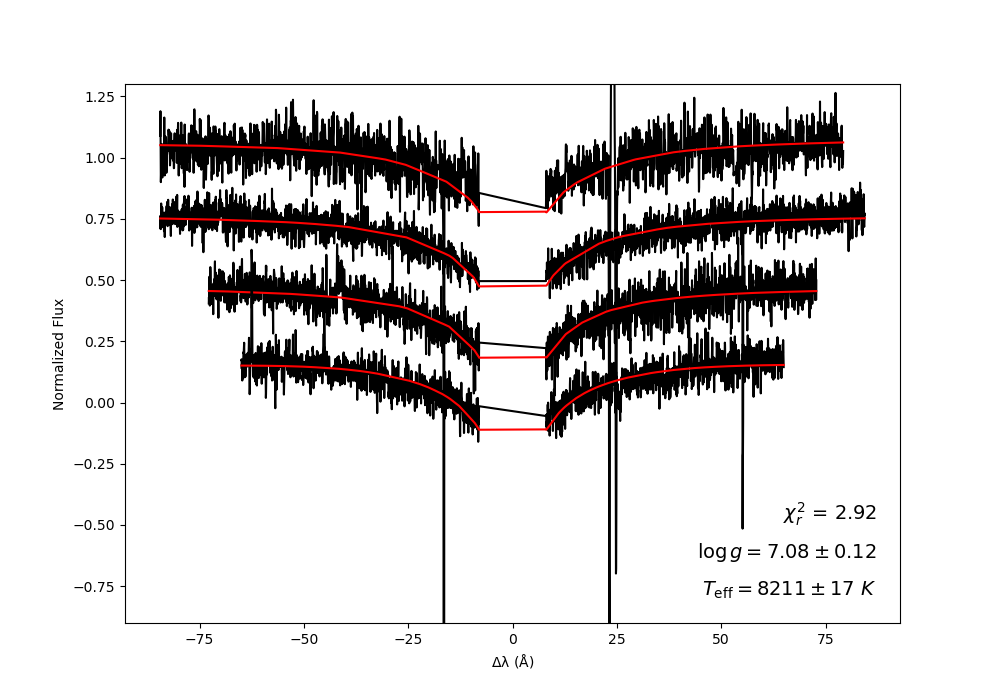 1.25
1.00
0.75
0.50
0.25
0.00
−0.25
−0.50
−0.75
Normalized Flux
χ²ᵣ = 2.92
log g = 7.08 ± 0.12
T_eff = 8211 ± 17 K
−75 −50 −25 0 25 50 75
Δλ (Å)